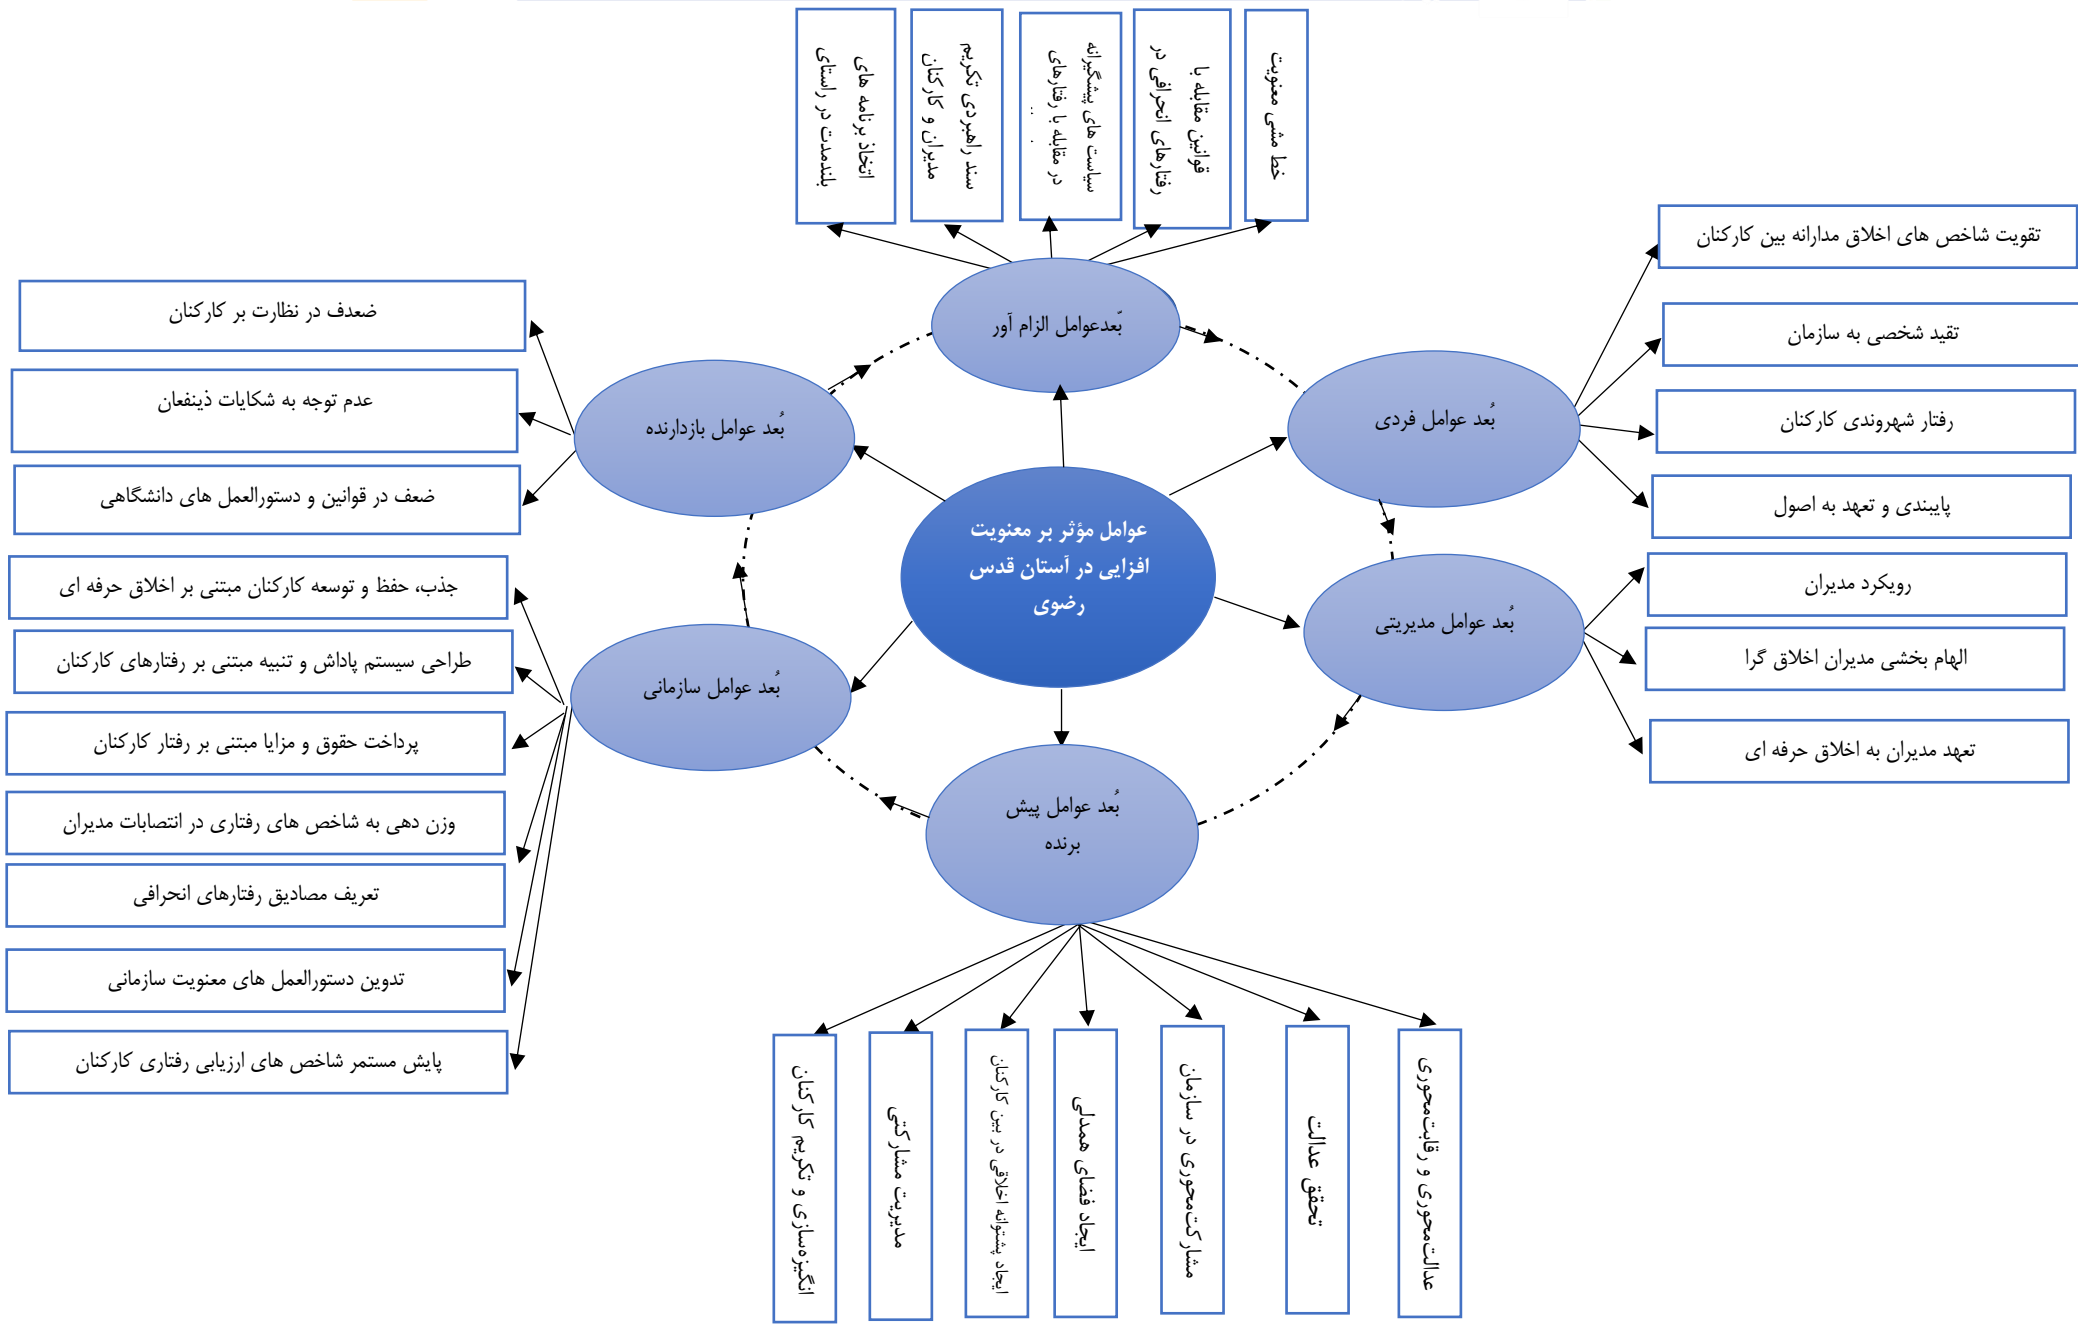 خط مشی معنویت
قوانین مقابله با
رفتارهای انحرافی در
سیاست های پیشگیرانه
در مقابله با رفتارهای
سند راهبردی تکریم
مدیران و کارکنان
اتخاذ برنامه های
بلندمدت در راستای
بّعدعوامل الزام آور
تقویت شاخص های اخلاق مدارانه بین کارکنان
تقید شخصی به سازمان
رفتار شهروندی کارکنان
پایبندی و تعهد به اصول
بُعد عوامل فردی
رویکرد مدیران
الهام بخشی مدیران اخلاق گرا
تعهد مدیران به اخلاق حرفه ای
بُعد عوامل مدیریتی
عوامل مؤثر بر معنویت
افزایی در آستان قدس
رضوی
بُعد عوامل بازدارنده
ضعدف در نظارت بر کارکنان
عدم توجه به شکایات ذینفعان
ضعف در قوانین و دستورالعمل های دانشگاهی
بُعد عوامل سازمانی
جذب، حفظ و توسعه کارکنان مبتنی بر اخلاق حرفه ای
طراحی سیستم پاداش و تنبیه مبتنی بر رفتارهای کارکنان
پرداخت حقوق و مزایا مبتنی بر رفتار کارکنان
وزن دهی به شاخص های رفتاری در انتصابات مدیران
تعریف مصادیق رفتارهای انحرافی
تدوین دستورالعمل های معنویت سازمانی
پایش مستمر شاخص های ارزیابی رفتاری کارکنان
بُعد عوامل پیش
برنده
عدالت‌محوری و رقابت‌محوری
تحقق عدالت
مشارکت‌محوری در سازمان
ایجاد فضای همدلی
ایجاد پشتوانه اخلاقی در بین کارکنان
مدیریت مشارکتی
انگیزه‌سازی و تکریم کارکنان